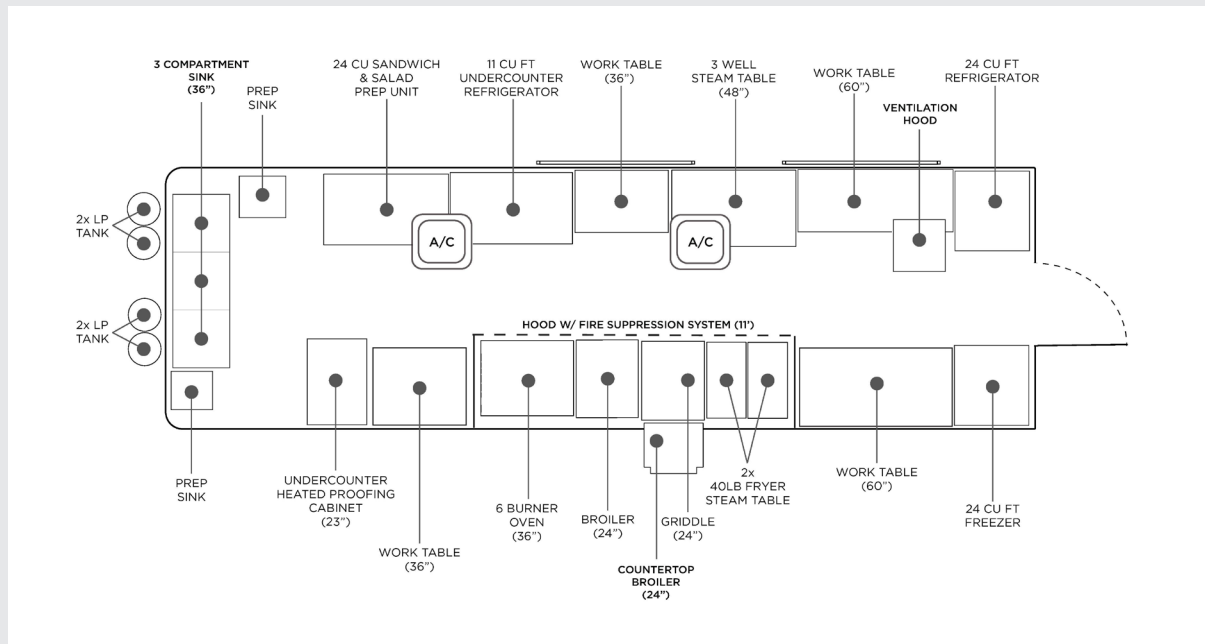 3 COMPARTMENT
SINK
(36")
PREP
SINK
24 CU SANDWICH
& SALAD
PREP UNIT
11 CU FT
UNDERCOUNTER
REFRIGERATOR
WORK TABLE
(36")
3 WELL
STEAM TABLE
(48")
WORK TABLE
(60")
VENTILATION
HOOD
24 CU FT
REFRIGERATOR
2x LP
TANK
A/C
A/C
2x LP
TANK
HOOD W/ FIRE SUPPRESSION SYSTEM (11')
PREP
SINK
UNDERCOUNTER
HEATED PROOFING
CABINET
(23")
WORK TABLE
(36")
6 BURNER
OVEN
(36")
BROILER
(24")
COUNTERTOP
BROILER
(24")
GRIDDLE
(24")
2x
40LB FRYER
STEAM TABLE
WORK TABLE
(60")
24 CU FT
FREEZER